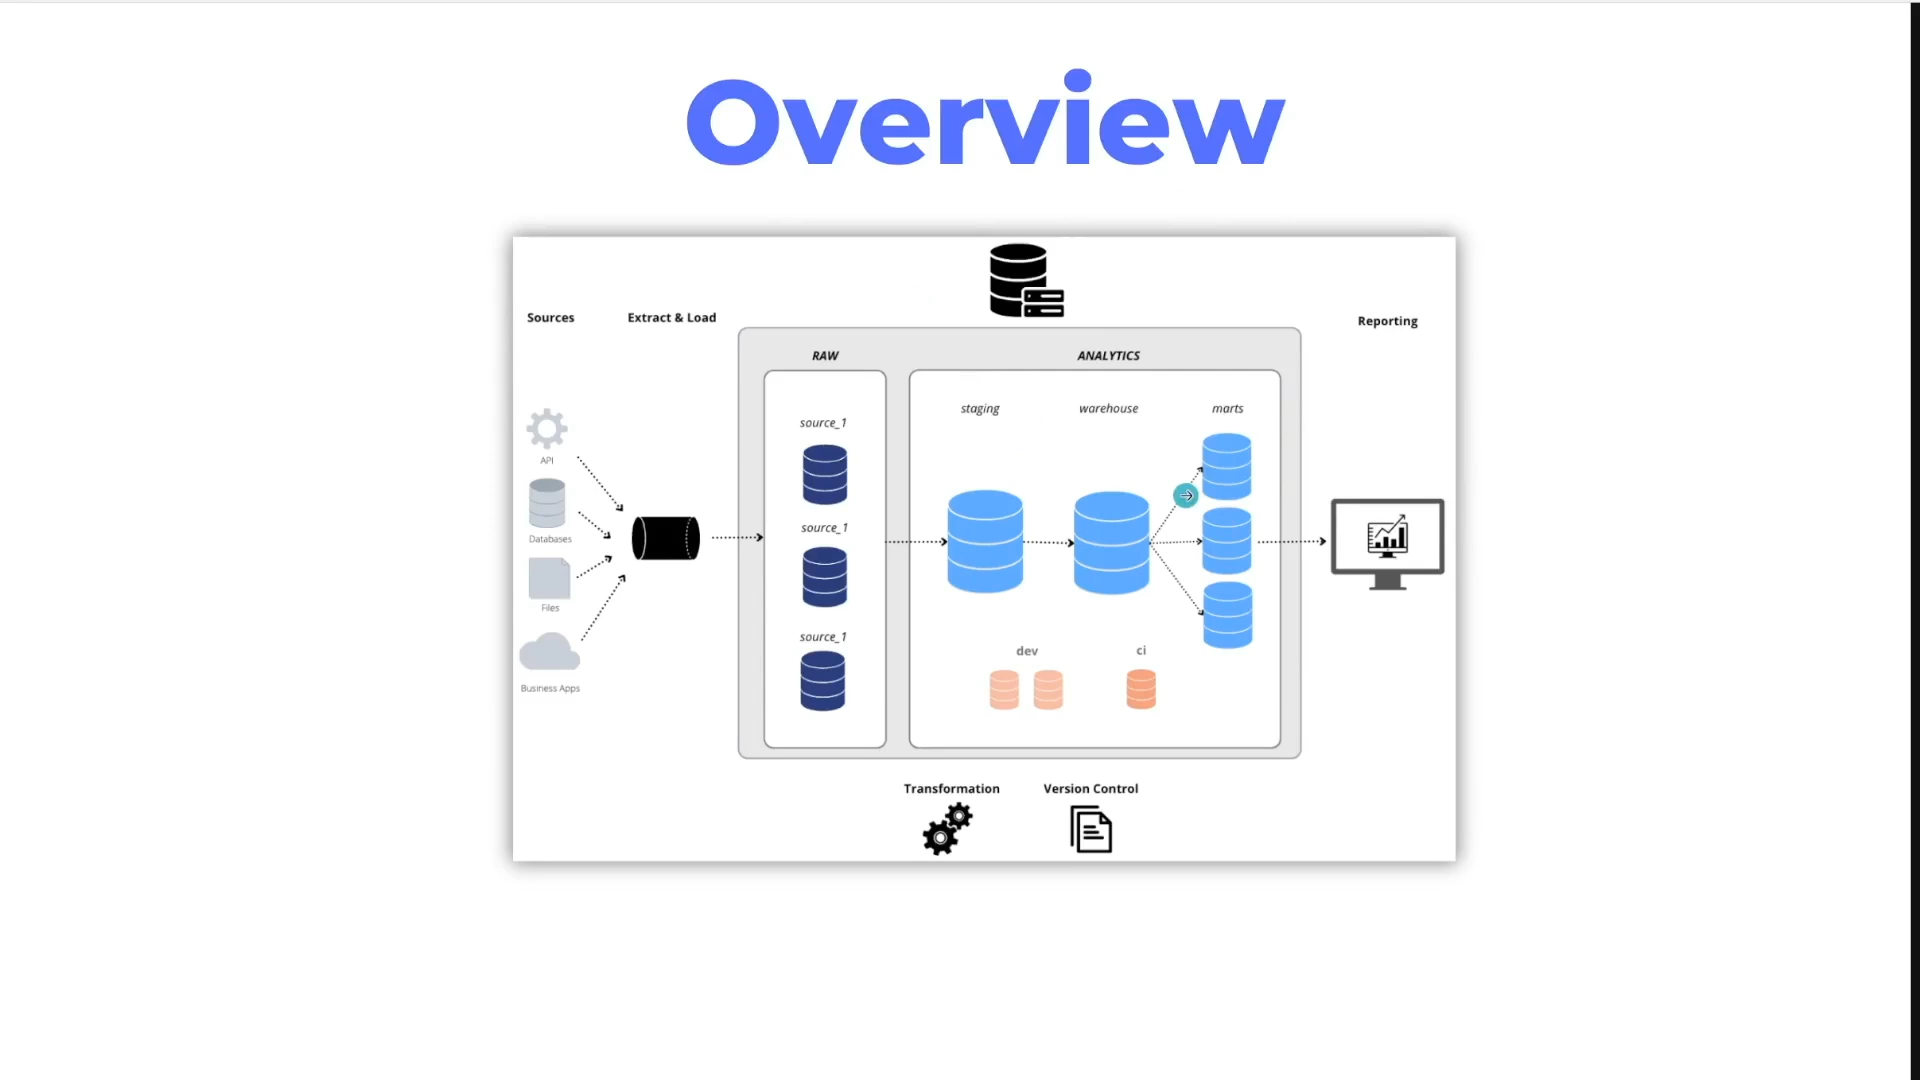 Overview
Sources
Extract & Load
Reporting
RAW
ANALYTICS
staging
warehouse
marts
source_1
API
source_1
Databases
Files
source_1
dev
ci
Business Apps
Transformation
Version Control